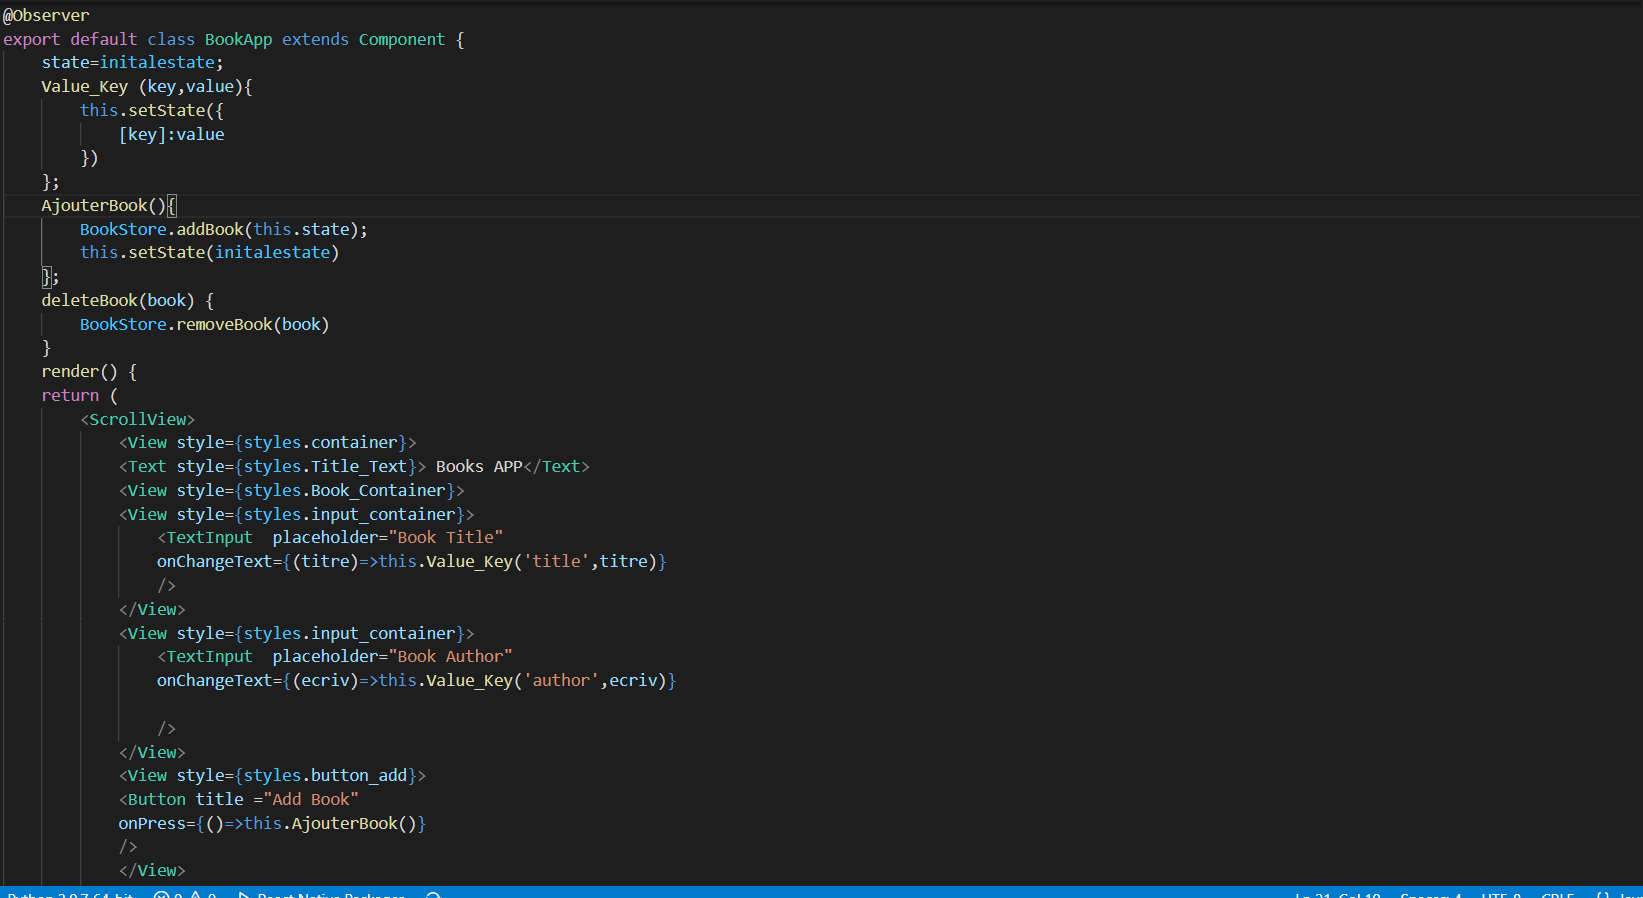 @Observer
export default class BookApp extends Component {
state=initalestate;
Value_Key (key,value){
this.setState({
[key]:value
})
};
AjouterBook(){
BookStore.addBook(this.state);
this.setState(initalestate)
};
deleteBook(book) {
BookStore.removeBook(book)
}
render() {
return (
<ScrollView>
<View style={styles.container}>
<Text style={styles.Title_Text}> Books APP</Text>
<View style={styles.Book_Container}>
<View style={styles.input_container}>
<TextInput  placeholder="Book Title"
onChangeText={(titre)=>this.Value_Key('title',titre)}
/>
</View>
<View style={styles.input_container}>
<TextInput  placeholder="Book Author"
onChangeText={(ecriv)=>this.Value_Key('author',ecriv)}
/>
</View>
<View style={styles.button_add}>
<Button title ="Add Book"
onPress={()=>this.AjouterBook()}
/>
</View>
React Native Packager